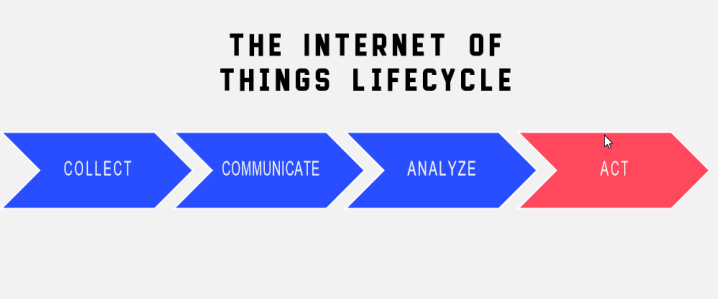 THE INTERNET OF
THINGS LIFECYCLE
COLLECT
COMMUNICATE
ANALYZE
ACT